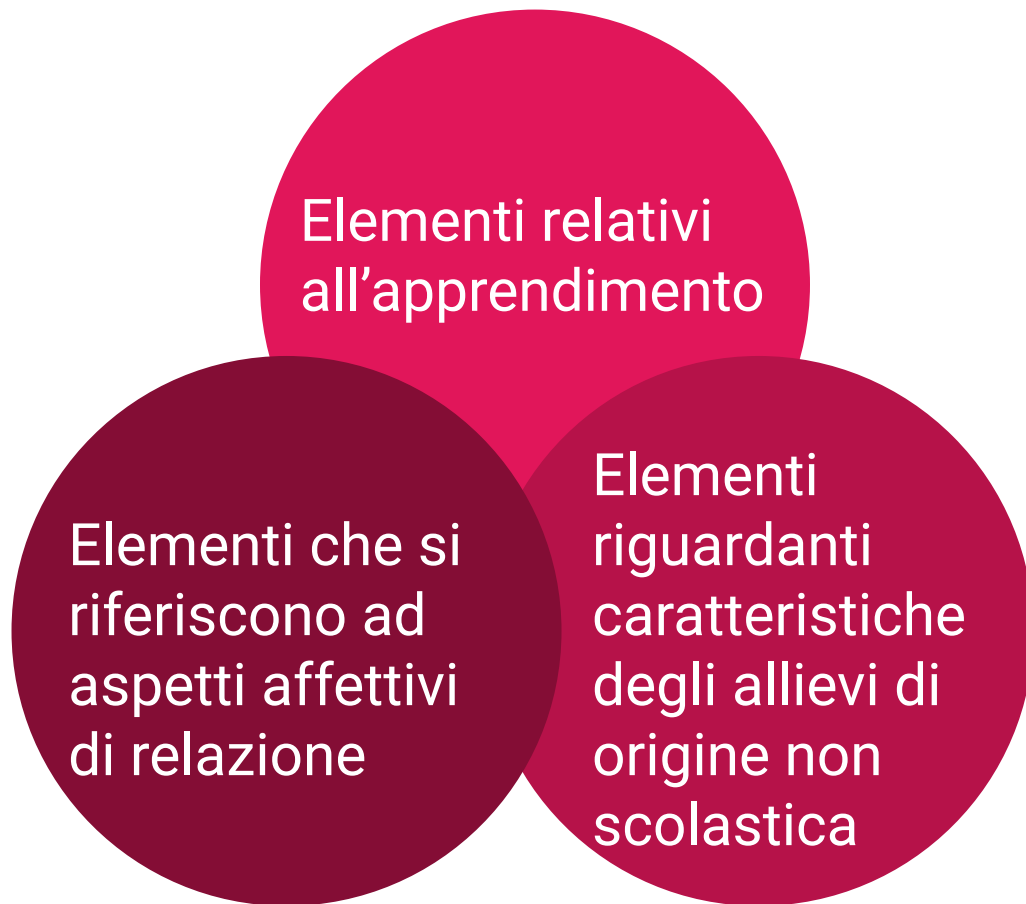 Elementi relativi
all’apprendimento
Elementi che si
riferiscono ad
aspetti affettivi
di relazione
Elementi
riguardanti
caratteristiche
degli allievi di
origine non
scolastica